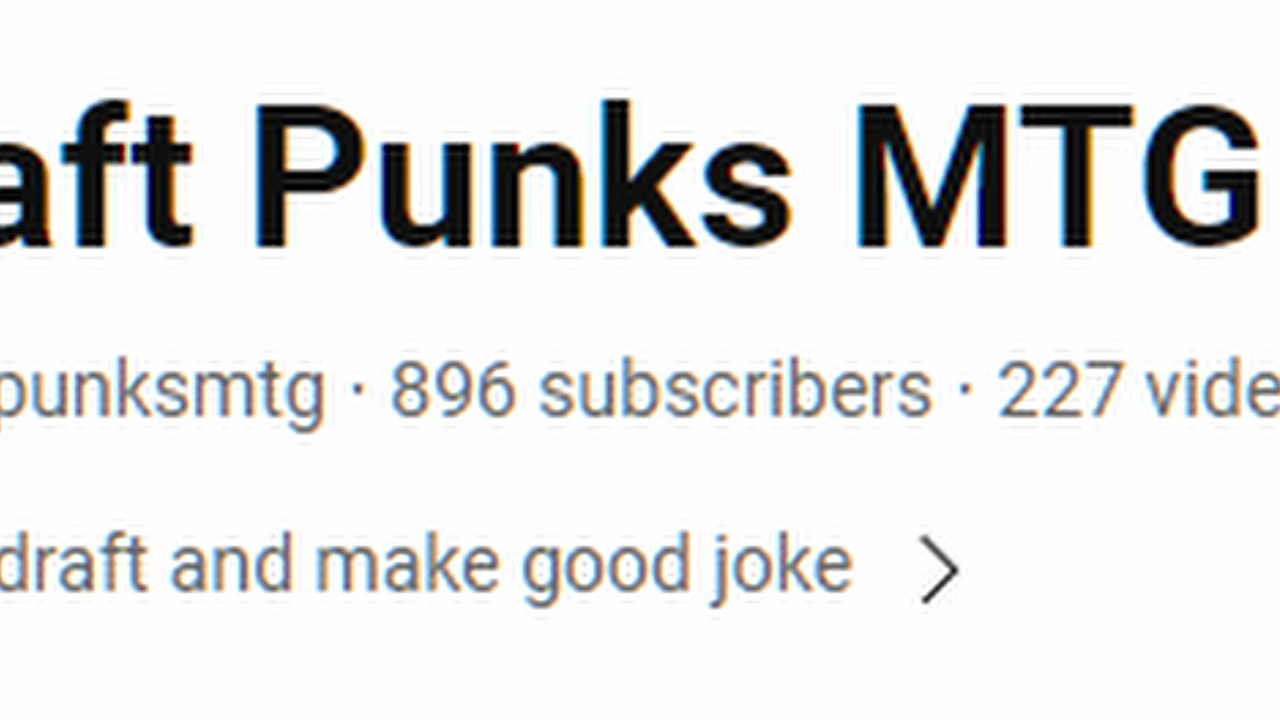 aft Punks MTG
punksmtg · 896 subscribers · 227 vide
draft and make good joke